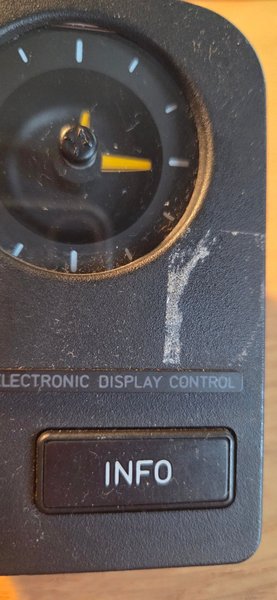 ELECTRONIC DISPLAY CONTROL
INFO